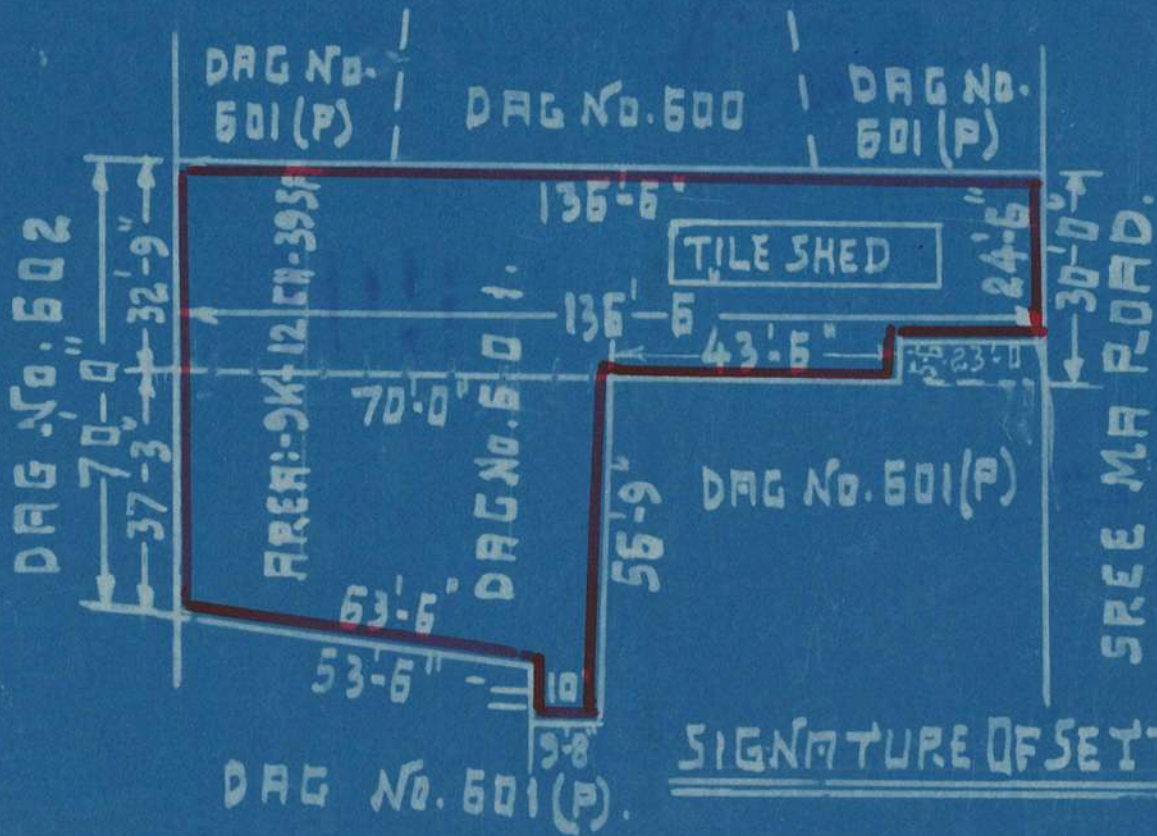 DAG NO.
601(P)
DAG NO. 600
DAG NO.
601(P)
136'-6"
TILE SHED
24'-6"
30'-0"
SREE MA ROAD.
DAG NO. 602
70'-0"
32'-9"
37'-3"
AREA:-9K-12CH-39SF
DAG NO. 601.
136'-6
43'-6"
23'-0
70'-0"
56'-9"
DAG NO. 601(P)
63'-6"
53'-6"
10
9'-8"
DAG NO. 601(P).
SIGNATURE OF SET